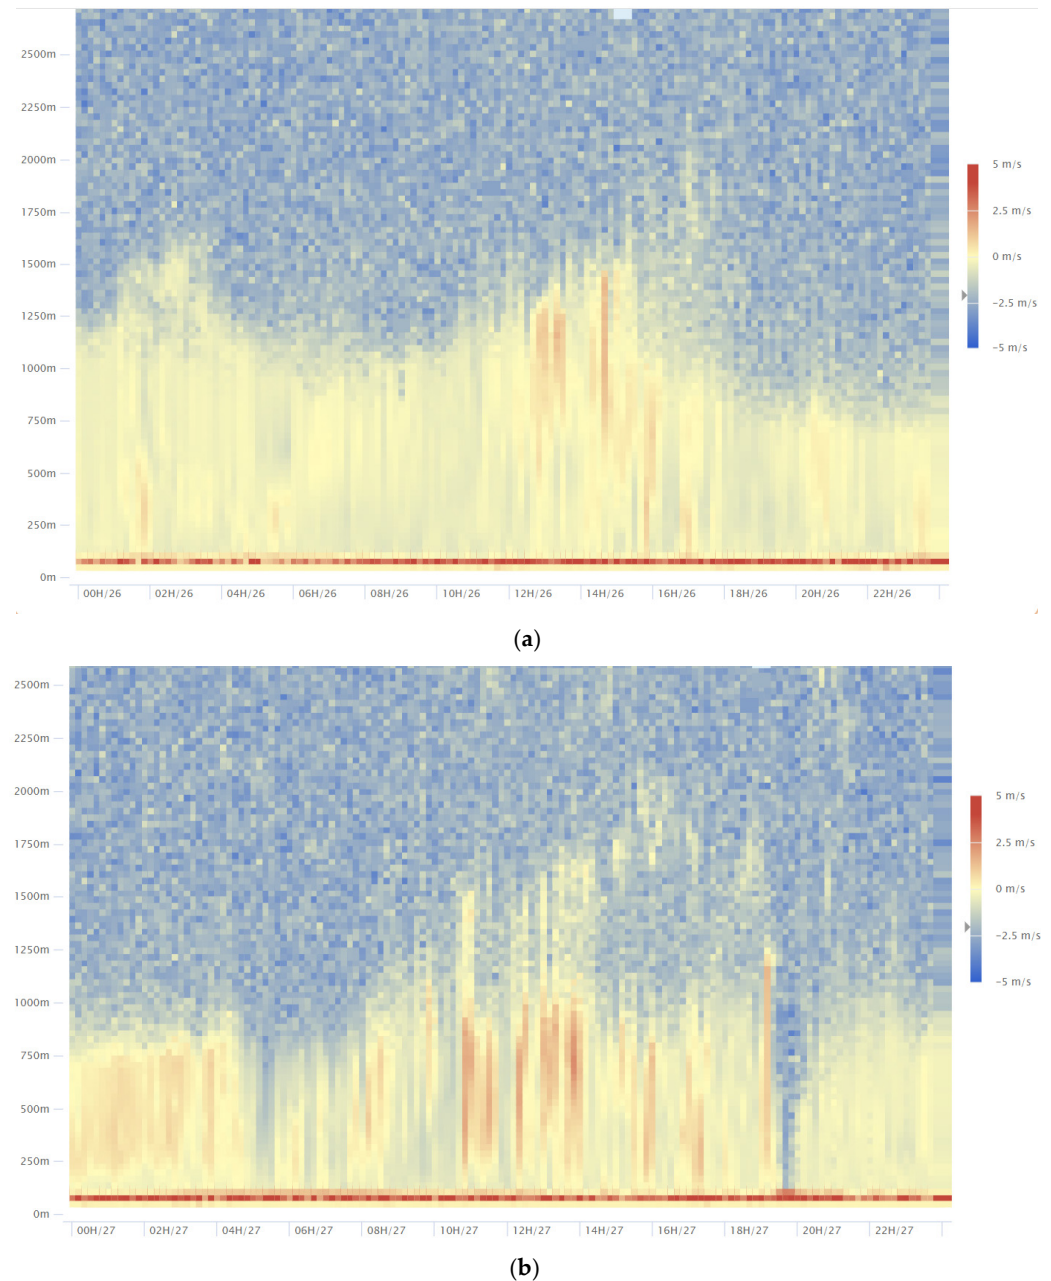 2500m
2250m
2000m
1750m
1500m
1250m
1000m
750m
500m
250m
0m
5 m/s
2.5 m/s
0 m/s
−2.5 m/s
−5 m/s
00H/26 02H/26 04H/26 06H/26 08H/26 10H/26 12H/26 14H/26 16H/26 18H/26 20H/26 22H/26
(a)
2500m
2250m
2000m
1750m
1500m
1250m
1000m
750m
500m
250m
0m
5 m/s
2.5 m/s
0 m/s
−2.5 m/s
−5 m/s
00H/27 02H/27 04H/27 06H/27 08H/27 10H/27 12H/27 14H/27 16H/27 18H/27 20H/27 22H/27
(b)